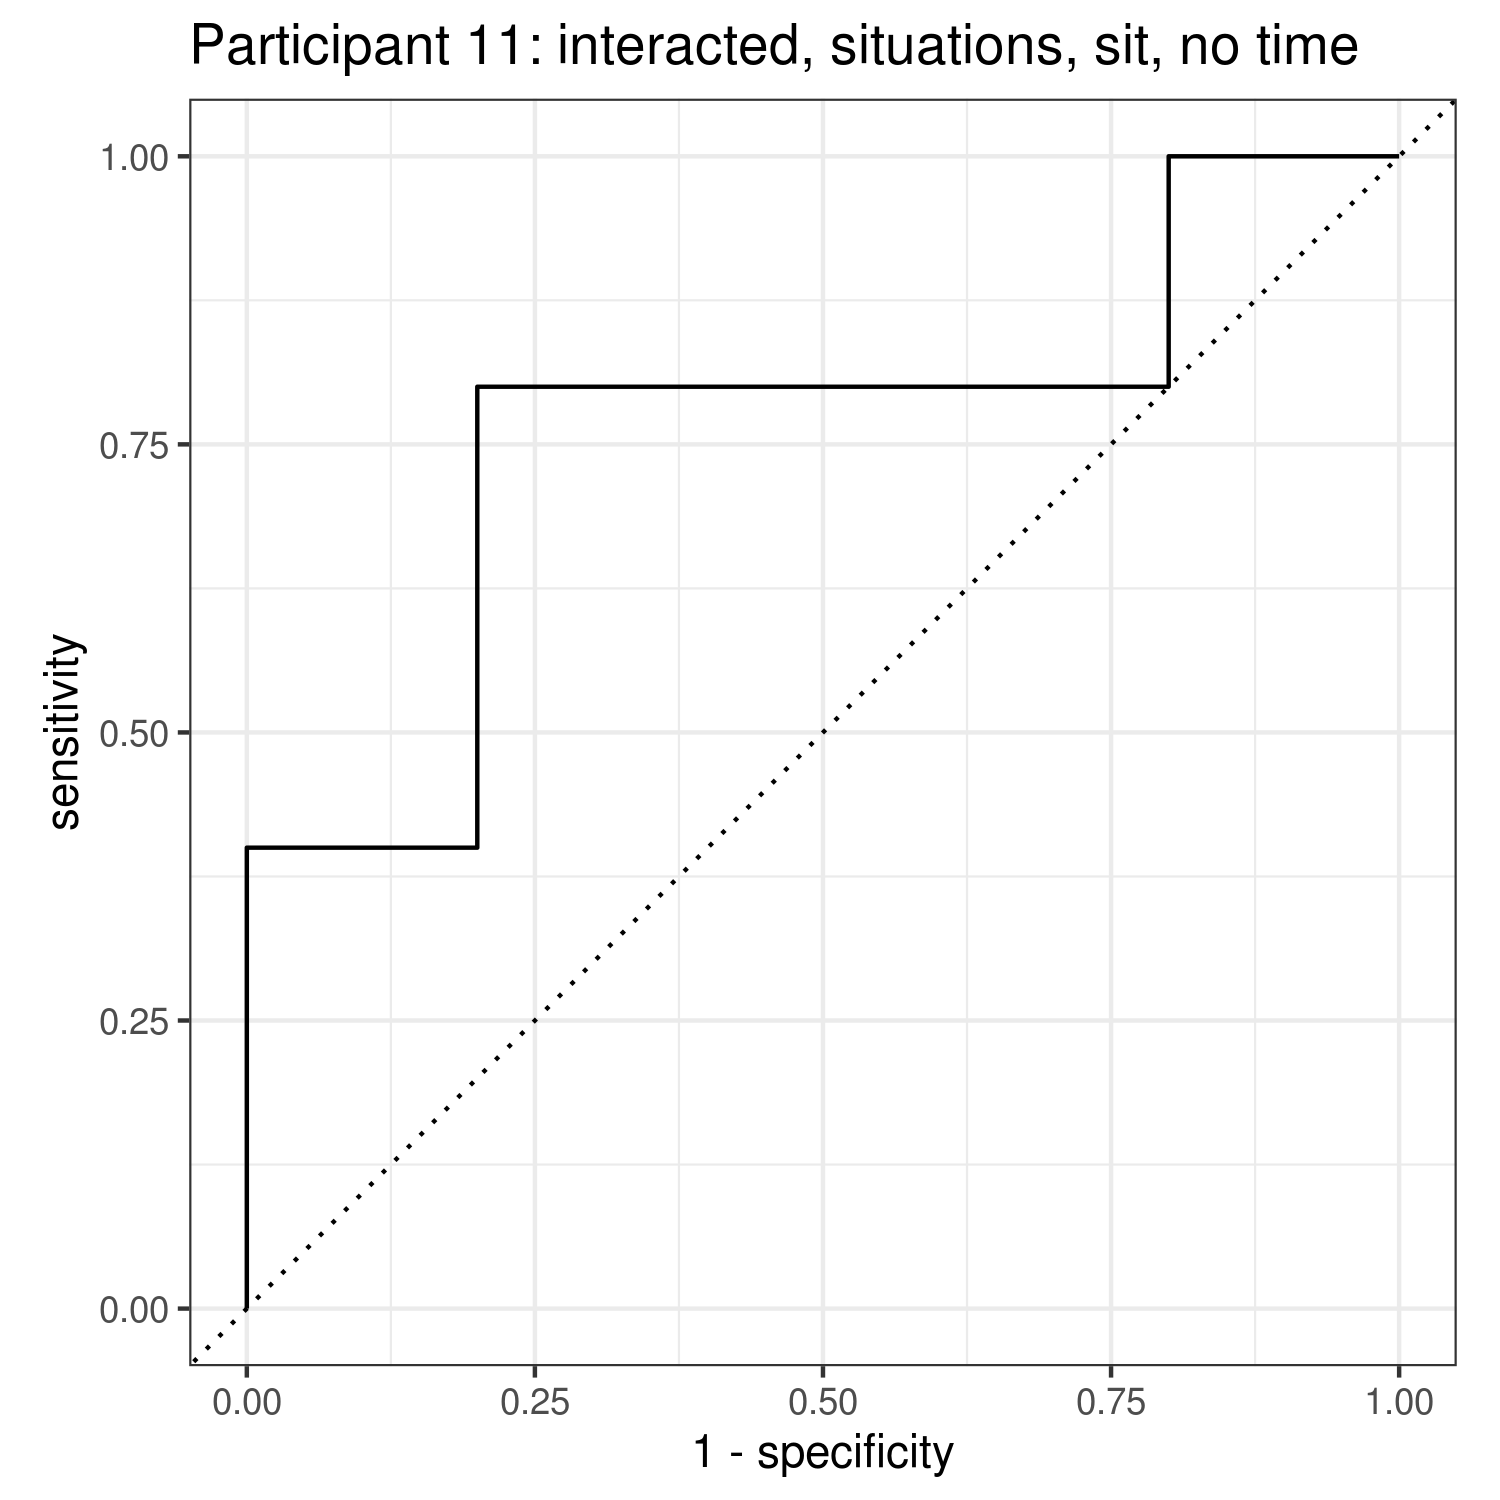 Participant 11: interacted, situations, sit, no time
1.00
0.75
0.50
0.25
0.00
sensitivity
0.00 0.25 0.50 0.75 1.00
1 - specificity